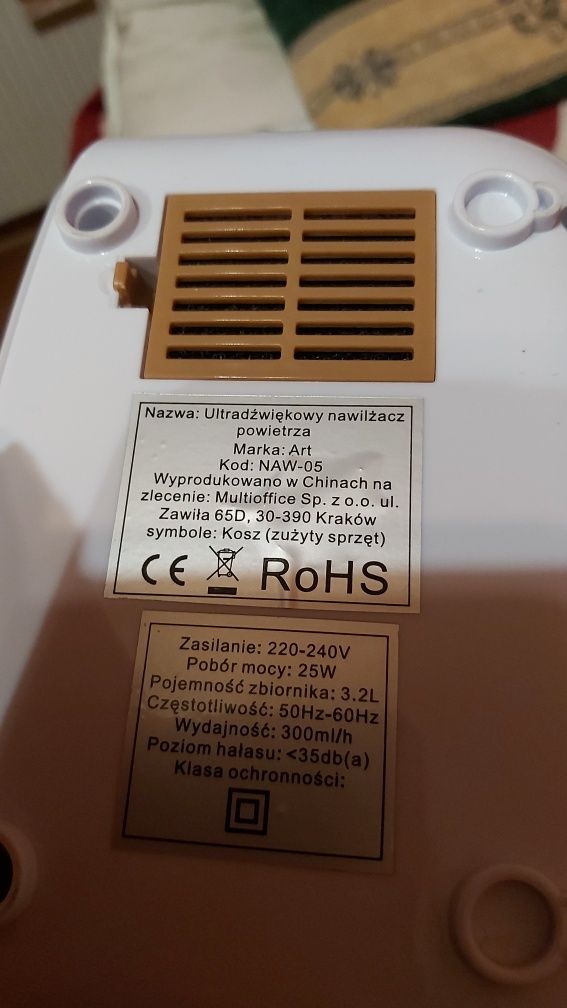 Nazwa: Ultradźwiękowy nawilżacz
powietrza
Marka: Art
Kod: NAW-05
Wyprodukowano w Chinach na
zlecenie: Multioffice Sp. z o.o. ul.
Zawiła 65D, 30-390 Kraków
symbole: Kosz (zużyty sprzęt)
CE RoHS
Zasilanie: 220-240V
Pobór mocy: 25W
Pojemność zbiornika: 3.2L
Częstotliwość: 50Hz-60Hz
Wydajność: 300ml/h
Poziom hałasu: <35db(a)
Klasa ochronności: